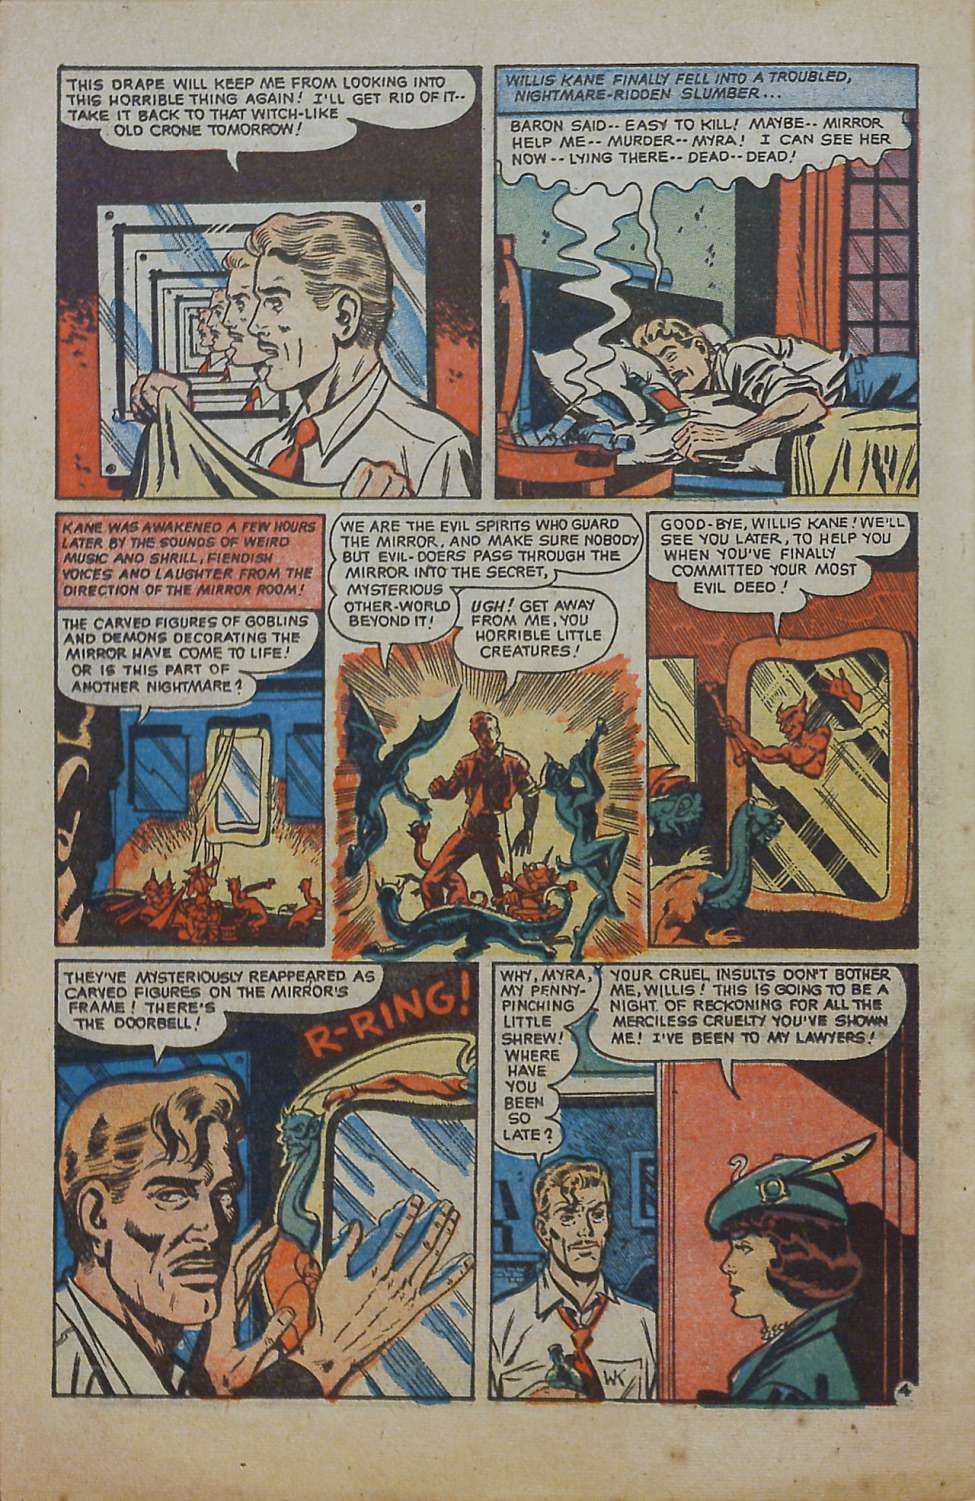 THIS DRAPE WILL KEEP ME FROM LOOKING INTO
THIS HORRIBLE THING AGAIN! I'LL GET RID OF IT--
TAKE IT BACK TO THAT WITCH-LIKE
OLD CRONE TOMORROW!
WILLIS KANE FINALLY FELL INTO A TROUBLED,
NIGHTMARE-RIDDEN SLUMBER...
BARON SAID-- EASY TO KILL! MAYBE-- MIRROR
HELP ME-- MURDER-- MYRA! I CAN SEE HER
NOW-- LYING THERE-- DEAD-- DEAD!
KANE WAS AWAKENED A FEW HOURS
LATER BY THE SOUNDS OF WEIRD
MUSIC AND SHRILL, FIENDISH
VOICES AND LAUGHTER FROM THE
DIRECTION OF THE MIRROR ROOM!
THE CARVED FIGURES OF GOBLINS
AND DEMONS DECORATING THE
MIRROR HAVE COME TO LIFE!
OR IS THIS PART OF
ANOTHER NIGHTMARE?
WE ARE THE EVIL SPIRITS WHO GUARD
THE MIRROR, AND MAKE SURE NOBODY
BUT EVIL-DOERS PASS THROUGH THE
MIRROR INTO THE SECRET,
MYSTERIOUS
OTHER-WORLD
BEYOND IT!
UGH! GET AWAY
FROM ME, YOU
HORRIBLE LITTLE
CREATURES!
GOOD-BYE, WILLIS KANE! WE'LL
SEE YOU LATER, TO HELP YOU
WHEN YOU'VE FINALLY
COMMITTED YOUR MOST
EVIL DEED!
THEY'VE MYSTERIOUSLY REAPPEARED AS
CARVED FIGURES ON THE MIRROR'S
FRAME! THERE'S
THE DOORBELL!
R-RING!
WHY, MYRA,
MY PENNY-
PINCHING
LITTLE
SHREW!
WHERE
HAVE
YOU
BEEN
SO
LATE?
YOUR CRUEL INSULTS DON'T BOTHER
ME, WILLIS! THIS IS GOING TO BE A
NIGHT OF RECKONING FOR ALL THE
MERCILESS CRUELTY YOU'VE SHOWN
ME! I'VE BEEN TO MY LAWYERS!
WK
4